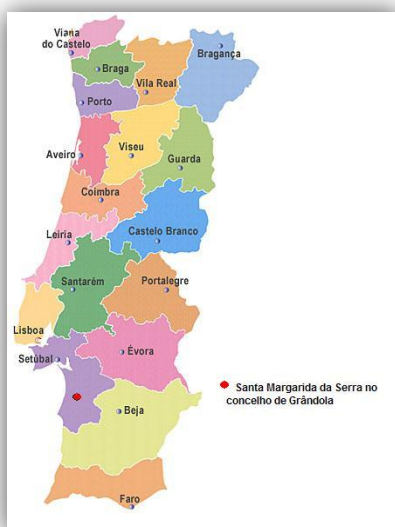 Viana
do Castelo
Bragança
Braga
Vila Real
Porto
Aveiro
Viseu
Guarda
Coimbra
Leiria
Castelo Branco
Santarém
Portalegre
Lisboa
Setúbal
Évora
Santa Margarida da Serra no
concelho de Grândola
Beja
Faro